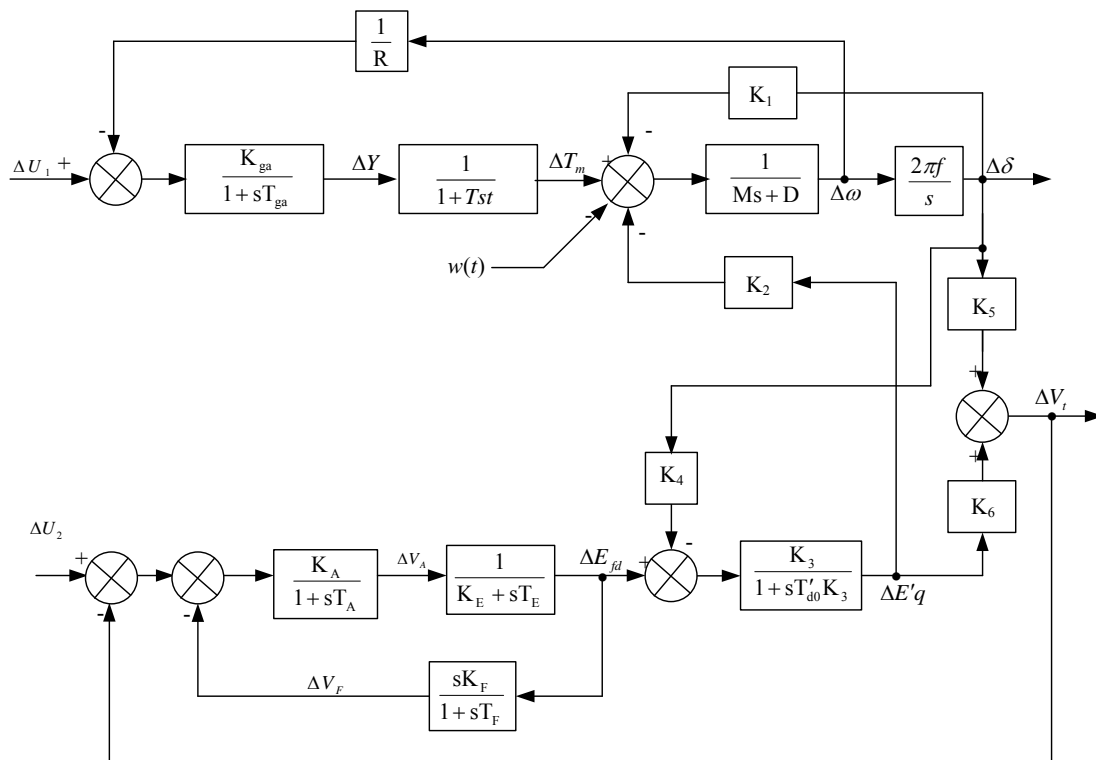 1
R
-
K₁
-
ΔU₁ +
K_ga
1 + sT_ga
ΔY
1
1 + Tst
ΔT_m
+
1
Ms + D
Δω
2πf
s
Δδ
-
-
w(t)
K₂
K₅
+
ΔV_t
+
K₄
K₆
ΔU₂
+
-
-
K_A
1 + sT_A
ΔV_A
1
K_E + sT_E
ΔE_fd
+
-
K₃
1 + sT′_d0 K₃
ΔE′q
ΔV_F
sK_F
1 + sT_F